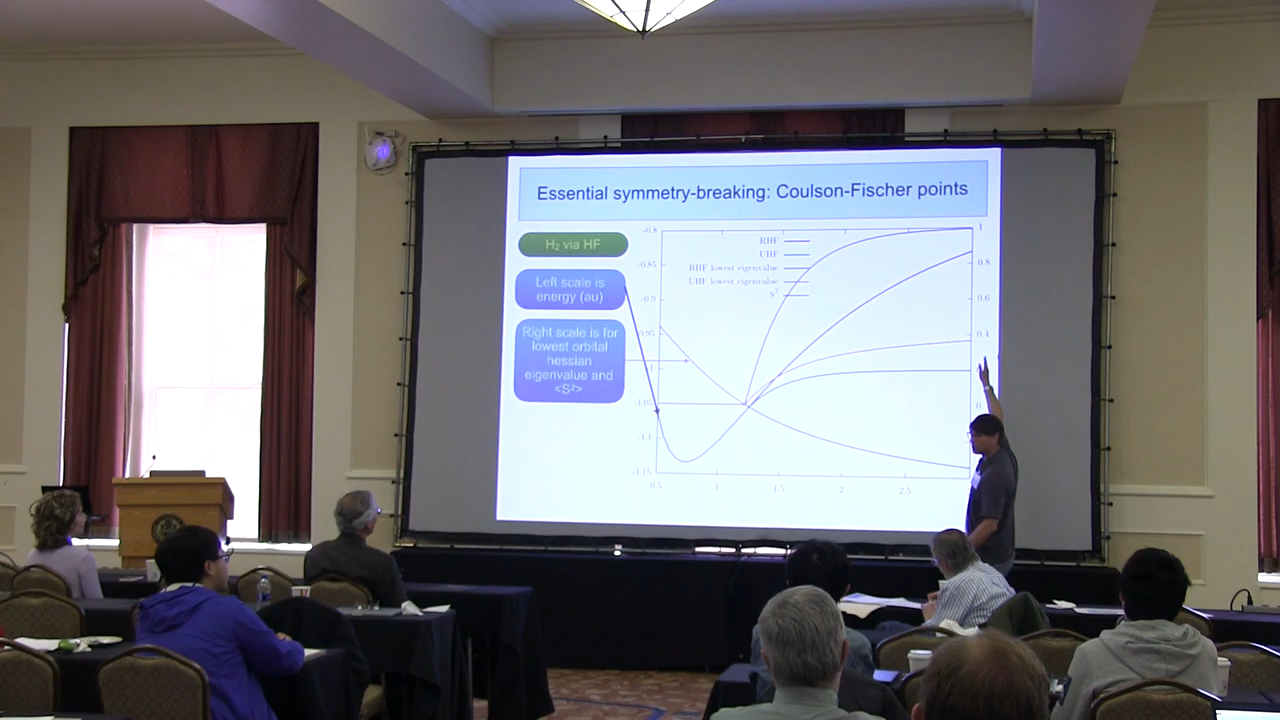 Essential symmetry-breaking: Coulson-Fischer points
H₂ via HF
Left scale is
energy (au)
Right scale is for
lowest orbital
hessian
eigenvalue and
<S²>
RHF
UHF
RHF lowest eigenvalue
UHF lowest eigenvalue
S²
-0.8
-0.85
-0.9
-0.95
-1
-1.05
-1.1
-1.15
0.5
1
1.5
2
2.5
1
0.8
0.6
0.4
0